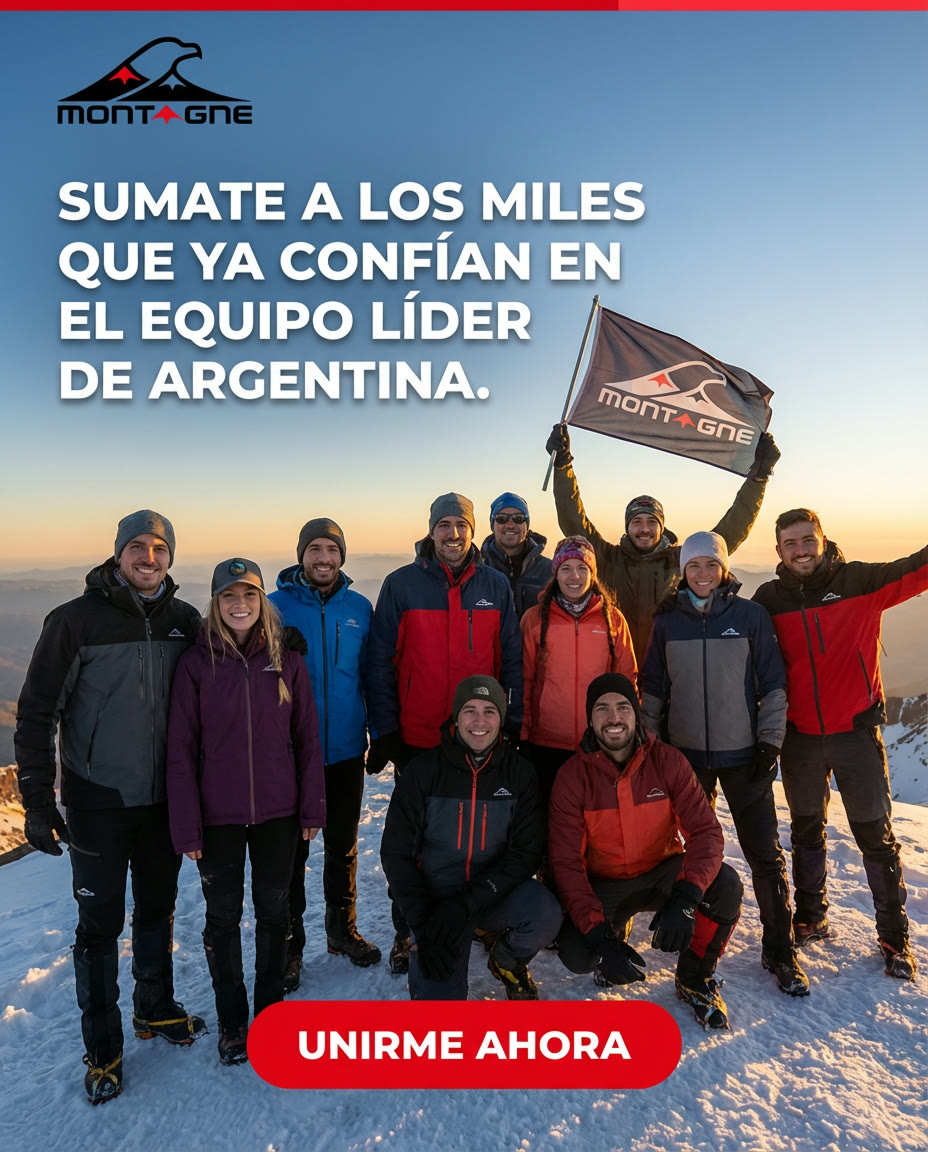 MONTAGNE
SUMATE A LOS MILES
QUE YA CONFÍAN EN
EL EQUIPO LÍDER
DE ARGENTINA.
MONTAGNE
UNIRME AHORA